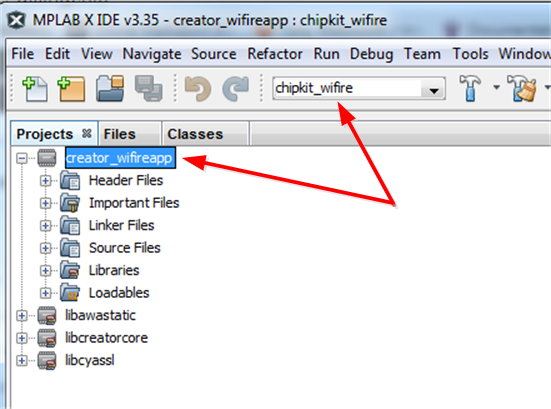 MPLAB X IDE v3.35 - creator_wifireapp : chipkit_wifire
File Edit View Navigate Source Refactor Run Debug Team Tools Window
chipkit_wifire
Projects Files Classes
creator_wifireapp
Header Files
Important Files
Linker Files
Source Files
Libraries
Loadables
libawastatic
libcreatorcore
libcyassl